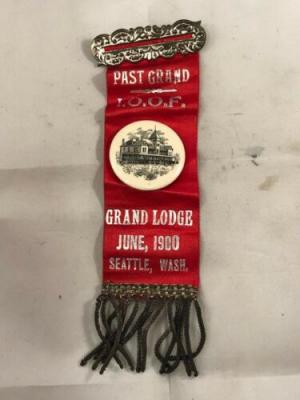 PAST GRAND
I.O.O.F.
GRAND LODGE
JUNE, 1900
SEATTLE, WASH.